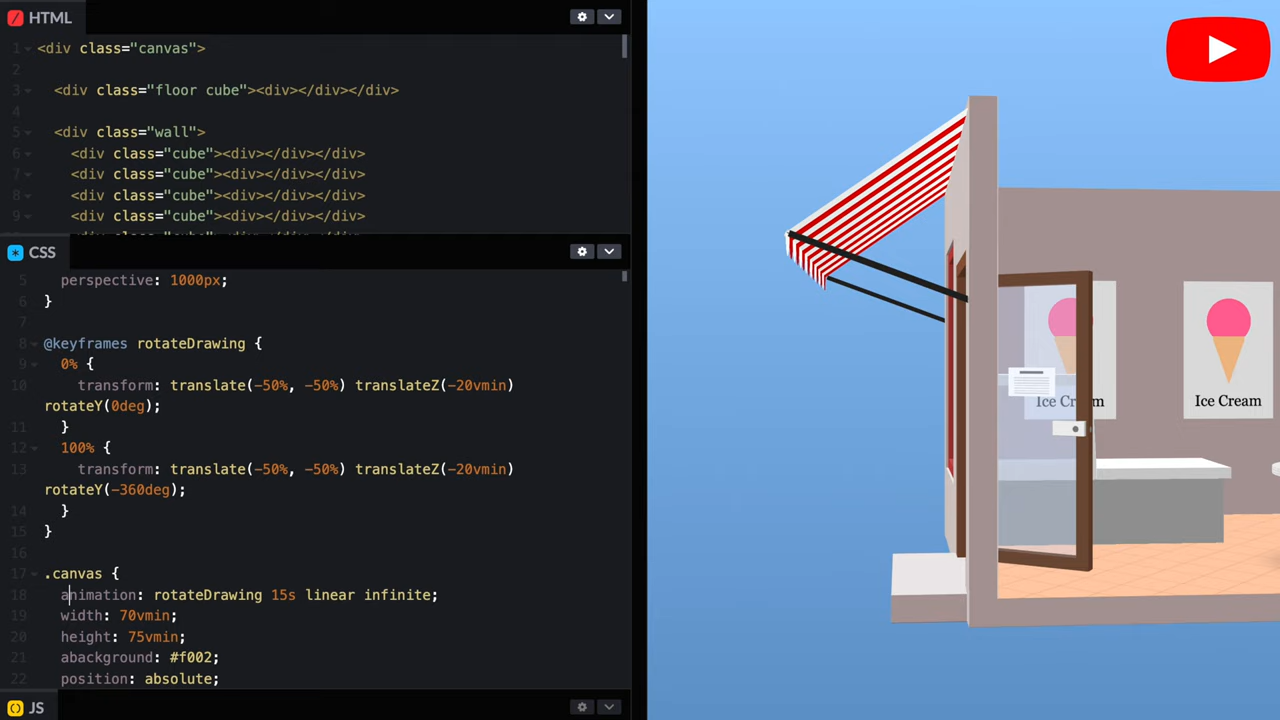 HTML
1 <div class="canvas">
2
3 <div class="floor cube"><div></div></div>
4
5 <div class="wall">
6 <div class="cube"><div></div></div>
7 <div class="cube"><div></div></div>
8 <div class="cube"><div></div></div>
9 <div class="cube"><div></div></div>
CSS
5 perspective: 1000px;
6 }
7
8 @keyframes rotateDrawing {
9 0% {
10 transform: translate(-50%, -50%) translateZ(-20vmin)
rotateY(0deg);
11 }
12 100% {
13 transform: translate(-50%, -50%) translateZ(-20vmin)
rotateY(-360deg);
14 }
15 }
16
17 .canvas {
18 animation: rotateDrawing 15s linear infinite;
19 width: 70vmin;
20 height: 75vmin;
21 abackground: #f002;
22 position: absolute;
JS
Ice Cream
Ice Cream